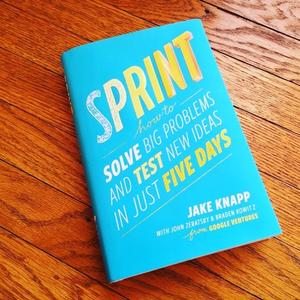 SPRINT
how to
SOLVE BIG PROBLEMS
AND TEST NEW IDEAS
IN JUST FIVE DAYS
JAKE KNAPP
WITH JOHN ZERATSKY & BRADEN KOWITZ
from GOOGLE VENTURES